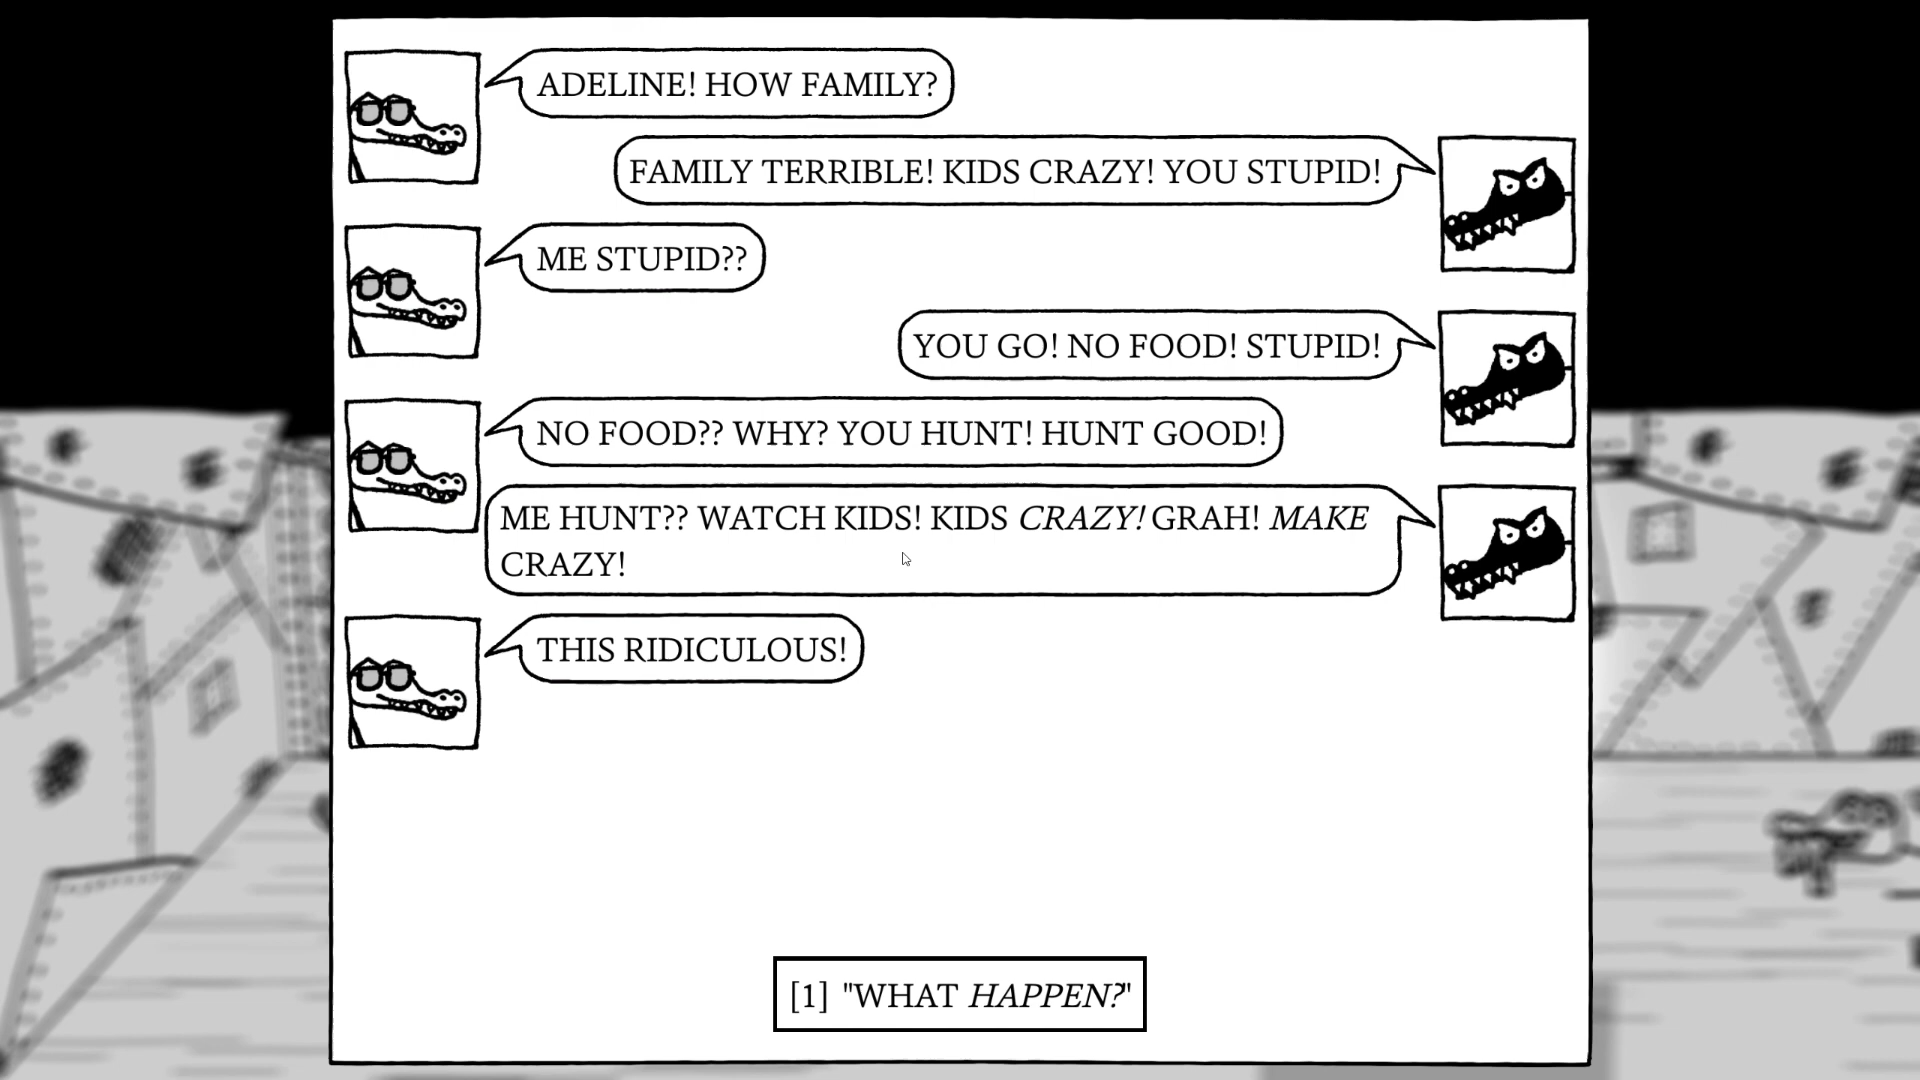 ADELINE! HOW FAMILY?
FAMILY TERRIBLE! KIDS CRAZY! YOU STUPID!
ME STUPID??
YOU GO! NO FOOD! STUPID!
NO FOOD?? WHY? YOU HUNT! HUNT GOOD!
ME HUNT?? WATCH KIDS! KIDS CRAZY! GRAH! MAKE
CRAZY!
THIS RIDICULOUS!
[1] "WHAT HAPPEN?"